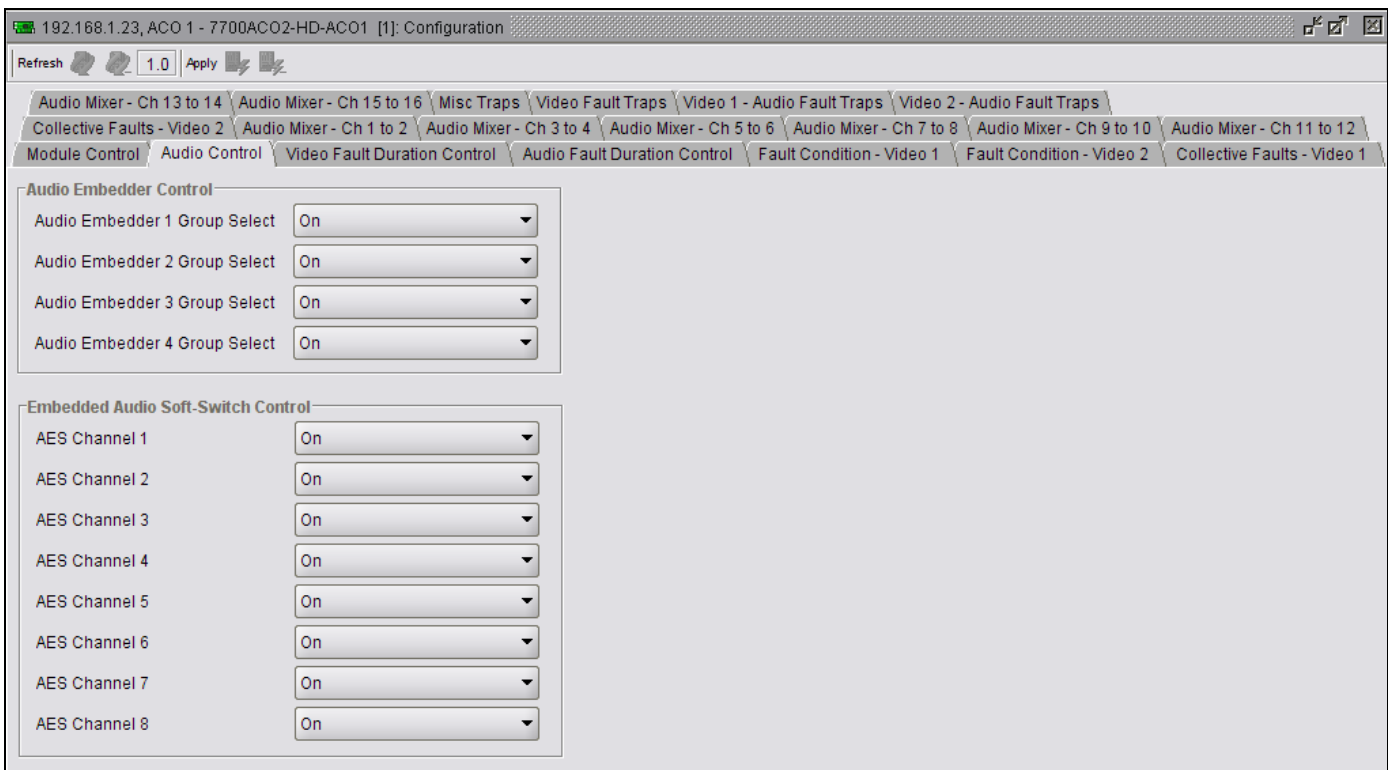 192.168.1.23, ACO 1 - 7700ACO2-HD-ACO1 [1]: Configuration
Refresh 1.0 Apply
Audio Mixer - Ch 13 to 14 Audio Mixer - Ch 15 to 16 Misc Traps Video Fault Traps Video 1 - Audio Fault Traps Video 2 - Audio Fault Traps
Collective Faults - Video 2 Audio Mixer - Ch 1 to 2 Audio Mixer - Ch 3 to 4 Audio Mixer - Ch 5 to 6 Audio Mixer - Ch 7 to 8 Audio Mixer - Ch 9 to 10 Audio Mixer - Ch 11 to 12
Module Control Audio Control Video Fault Duration Control Audio Fault Duration Control Fault Condition - Video 1 Fault Condition - Video 2 Collective Faults - Video 1
Audio Embedder Control
Audio Embedder 1 Group Select On
Audio Embedder 2 Group Select On
Audio Embedder 3 Group Select On
Audio Embedder 4 Group Select On
Embedded Audio Soft-Switch Control
AES Channel 1 On
AES Channel 2 On
AES Channel 3 On
AES Channel 4 On
AES Channel 5 On
AES Channel 6 On
AES Channel 7 On
AES Channel 8 On